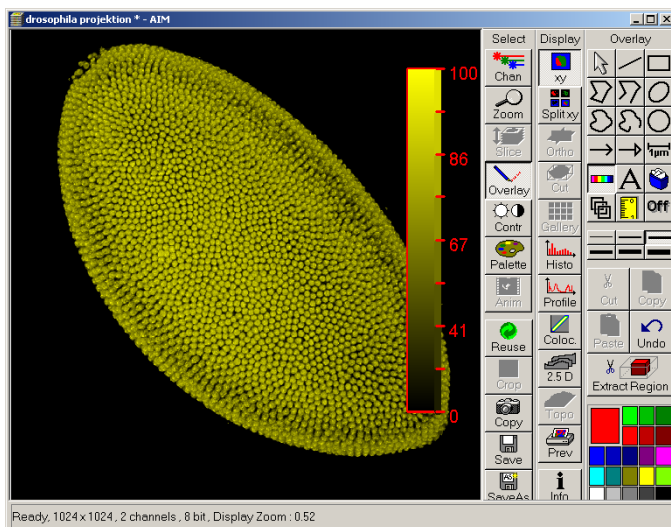 drosophila projektion * - AIM
Select
Display
Overlay
Chan
xy
Zoom
Split xy
Slice
Ortho
1µm
Overlay
Cut
A
Contr
Gallery
Off
Palette
Histo
Anim
Profile
Cut
Copy
Reuse
Coloc.
Paste
Undo
Crop
2.5 D
Extract Region
Copy
Topo
Save
Prev
AS
SaveAs
i
Info
100
86
67
41
0
Ready, 1024 x 1024 , 2 channels , 8 bit, Display Zoom : 0.52